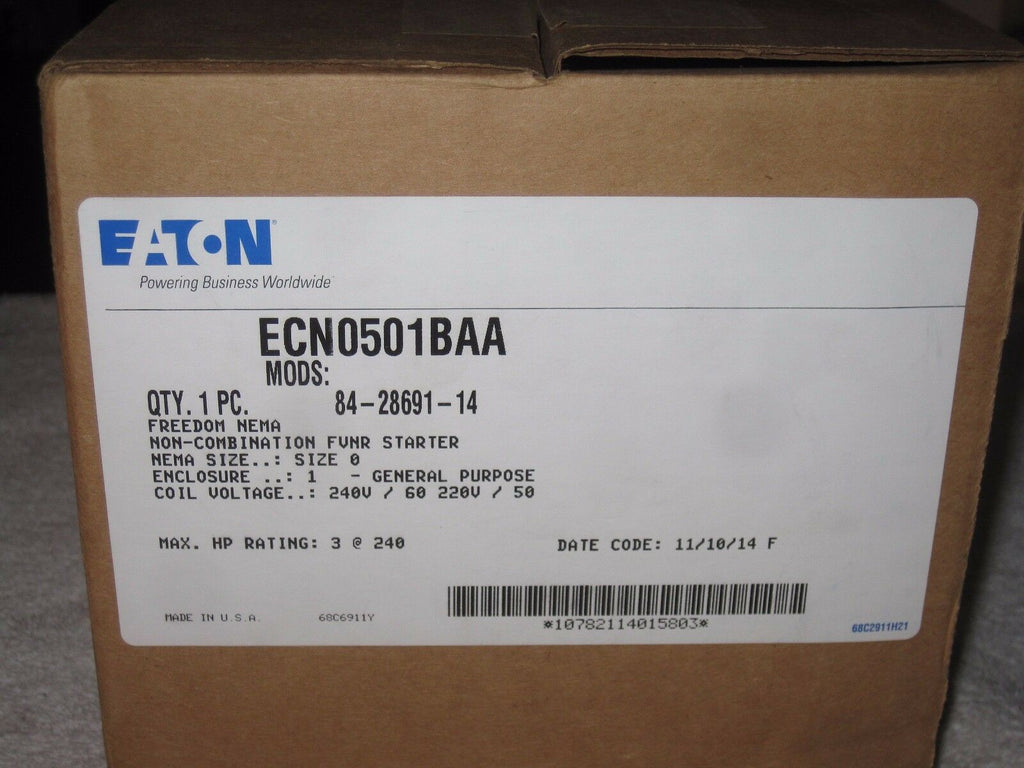 EATON
Powering Business Worldwide
ECN0501BAA
MODS:
QTY. 1 PC. 84-28691-14
FREEDOM NEMA
NON-COMBINATION FVNR STARTER
NEMA SIZE..: SIZE 0
ENCLOSURE ..: 1 - GENERAL PURPOSE
COIL VOLTAGE..: 240V / 60 220V / 50
MAX. HP RATING: 3 @ 240 DATE CODE: 11/10/14 F
MADE IN U.S.A. 68C6911Y
*10782114015803*
68C2911H21